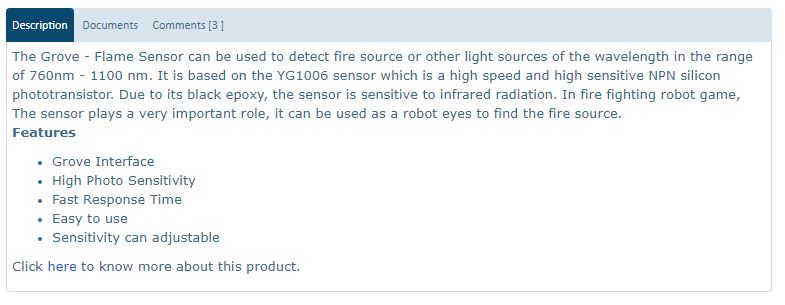 Description Documents Comments [3 ]
The Grove - Flame Sensor can be used to detect fire source or other light sources of the wavelength in the range
of 760nm - 1100 nm. It is based on the YG1006 sensor which is a high speed and high sensitive NPN silicon
phototransistor. Due to its black epoxy, the sensor is sensitive to infrared radiation. In fire fighting robot game,
The sensor plays a very important role, it can be used as a robot eyes to find the fire source.
Features
• Grove Interface
• High Photo Sensitivity
• Fast Response Time
• Easy to use
• Sensitivity can adjustable
Click here to know more about this product.